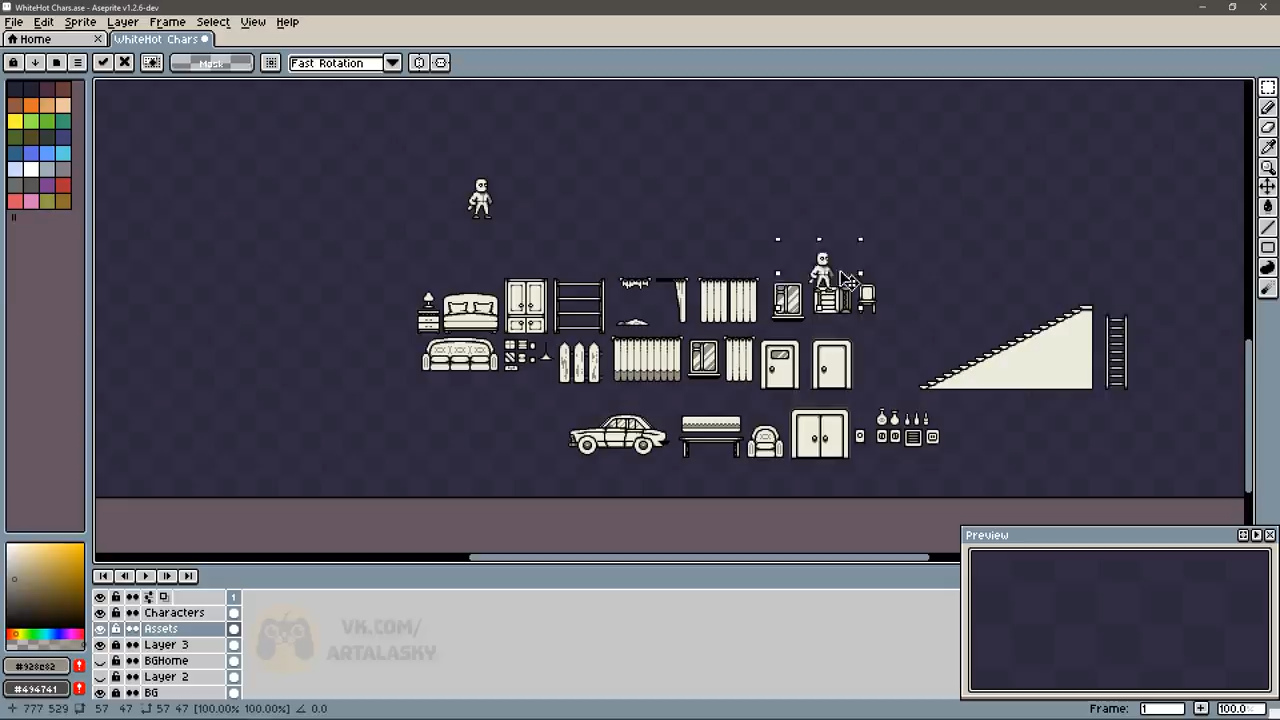 WhiteHot Chars.ase - Aseprite v1.2.6-dev
File Edit Sprite Layer Frame Select View Help
Home
WhiteHot Chars
Mask
Fast Rotation
Preview
1
Characters
Assets
Layer 3
BGHome
Layer 2
BG
VK.COM/
ARTALASKY
#928e82
#494741
777 529 57 47 57 47 [100.00% 100.00%] 0.0
Frame: 1 100.0